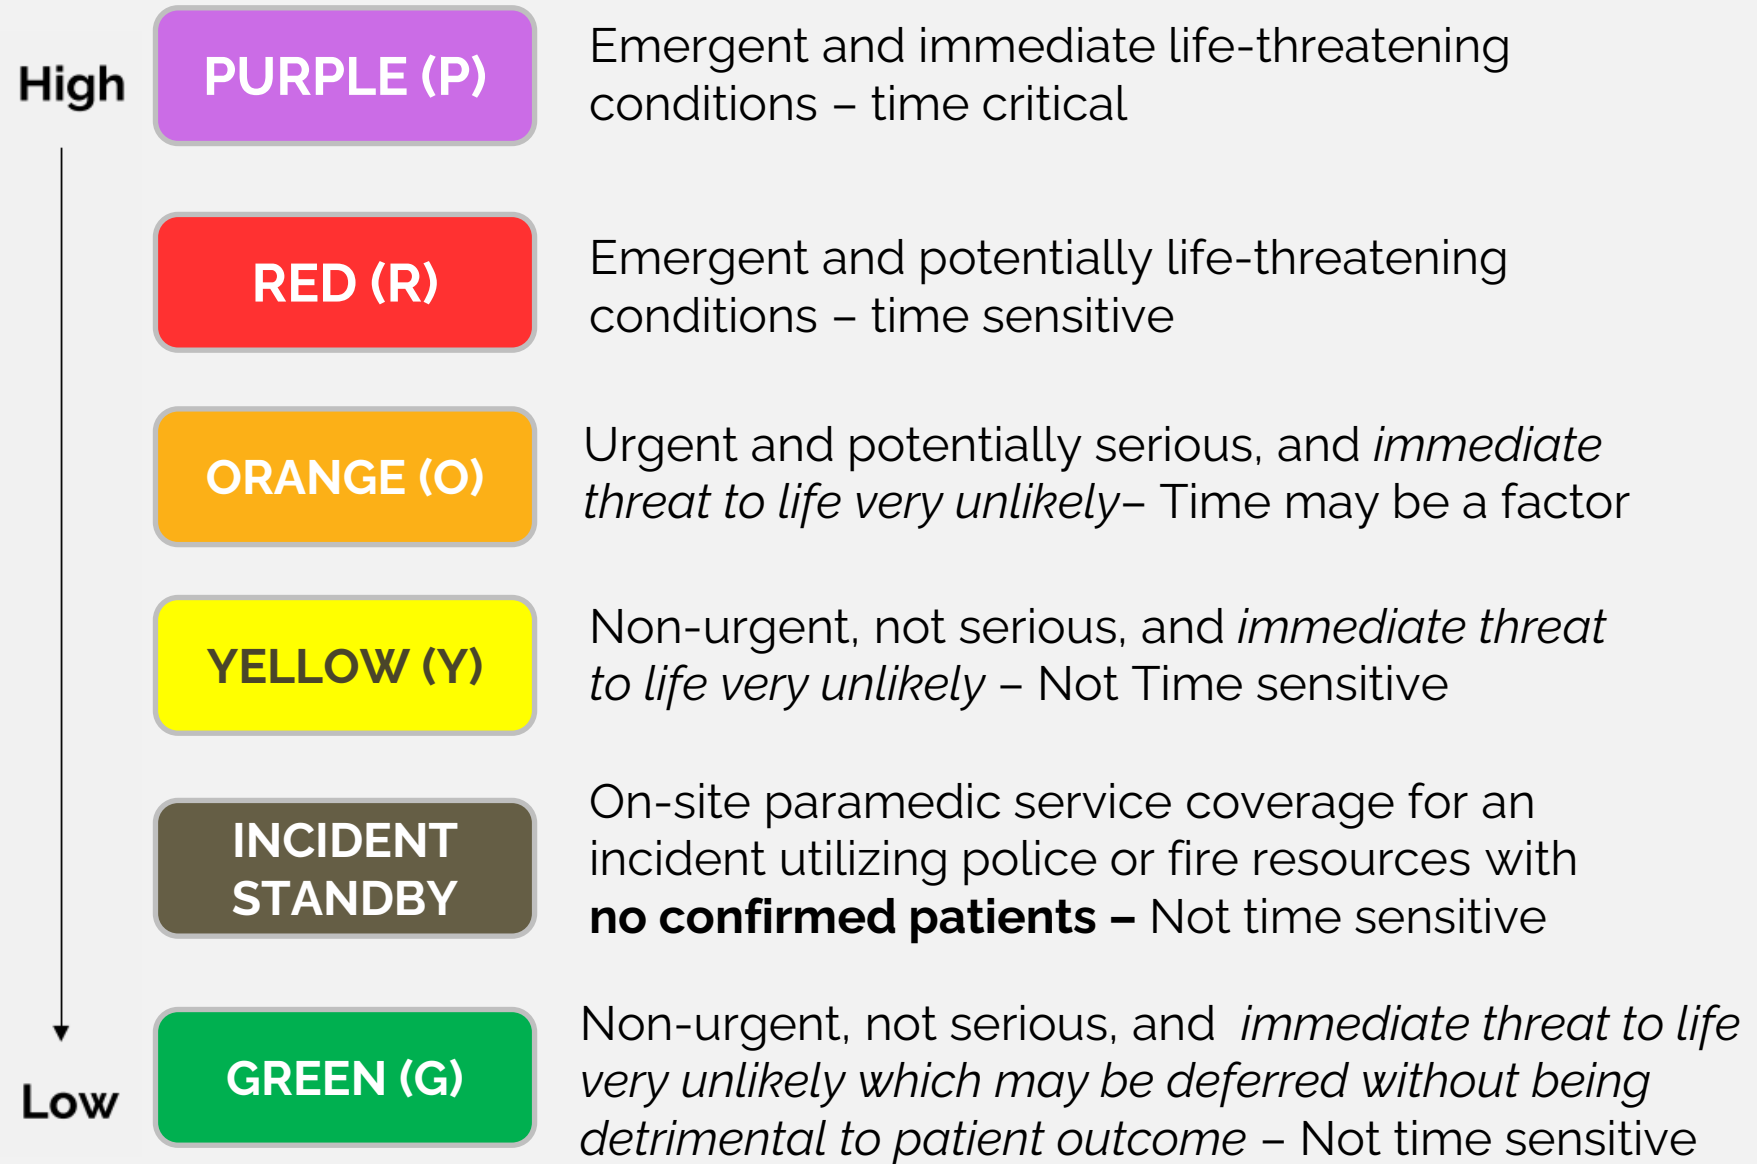 High
PURPLE (P)
Emergent and immediate life-threatening
conditions – time critical
RED (R)
Emergent and potentially life-threatening
conditions – time sensitive
ORANGE (O)
Urgent and potentially serious, and immediate
threat to life very unlikely– Time may be a factor
YELLOW (Y)
Non-urgent, not serious, and immediate threat
to life very unlikely – Not Time sensitive
INCIDENT
STANDBY
On-site paramedic service coverage for an
incident utilizing police or fire resources with
no confirmed patients – Not time sensitive
Low
GREEN (G)
Non-urgent, not serious, and immediate threat to life
very unlikely which may be deferred without being
detrimental to patient outcome – Not time sensitive